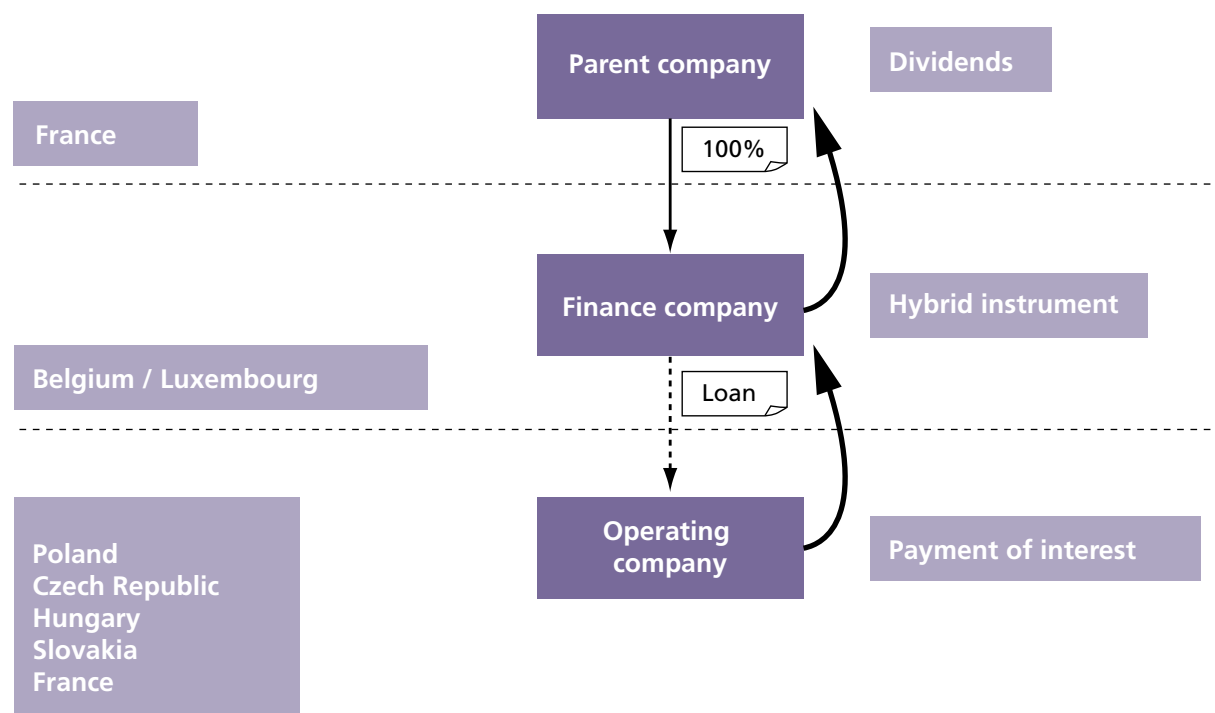 Parent company
Dividends
France
100%
Finance company
Hybrid instrument
Belgium / Luxembourg
Loan
Operating
company
Payment of interest
Poland
Czech Republic
Hungary
Slovakia
France